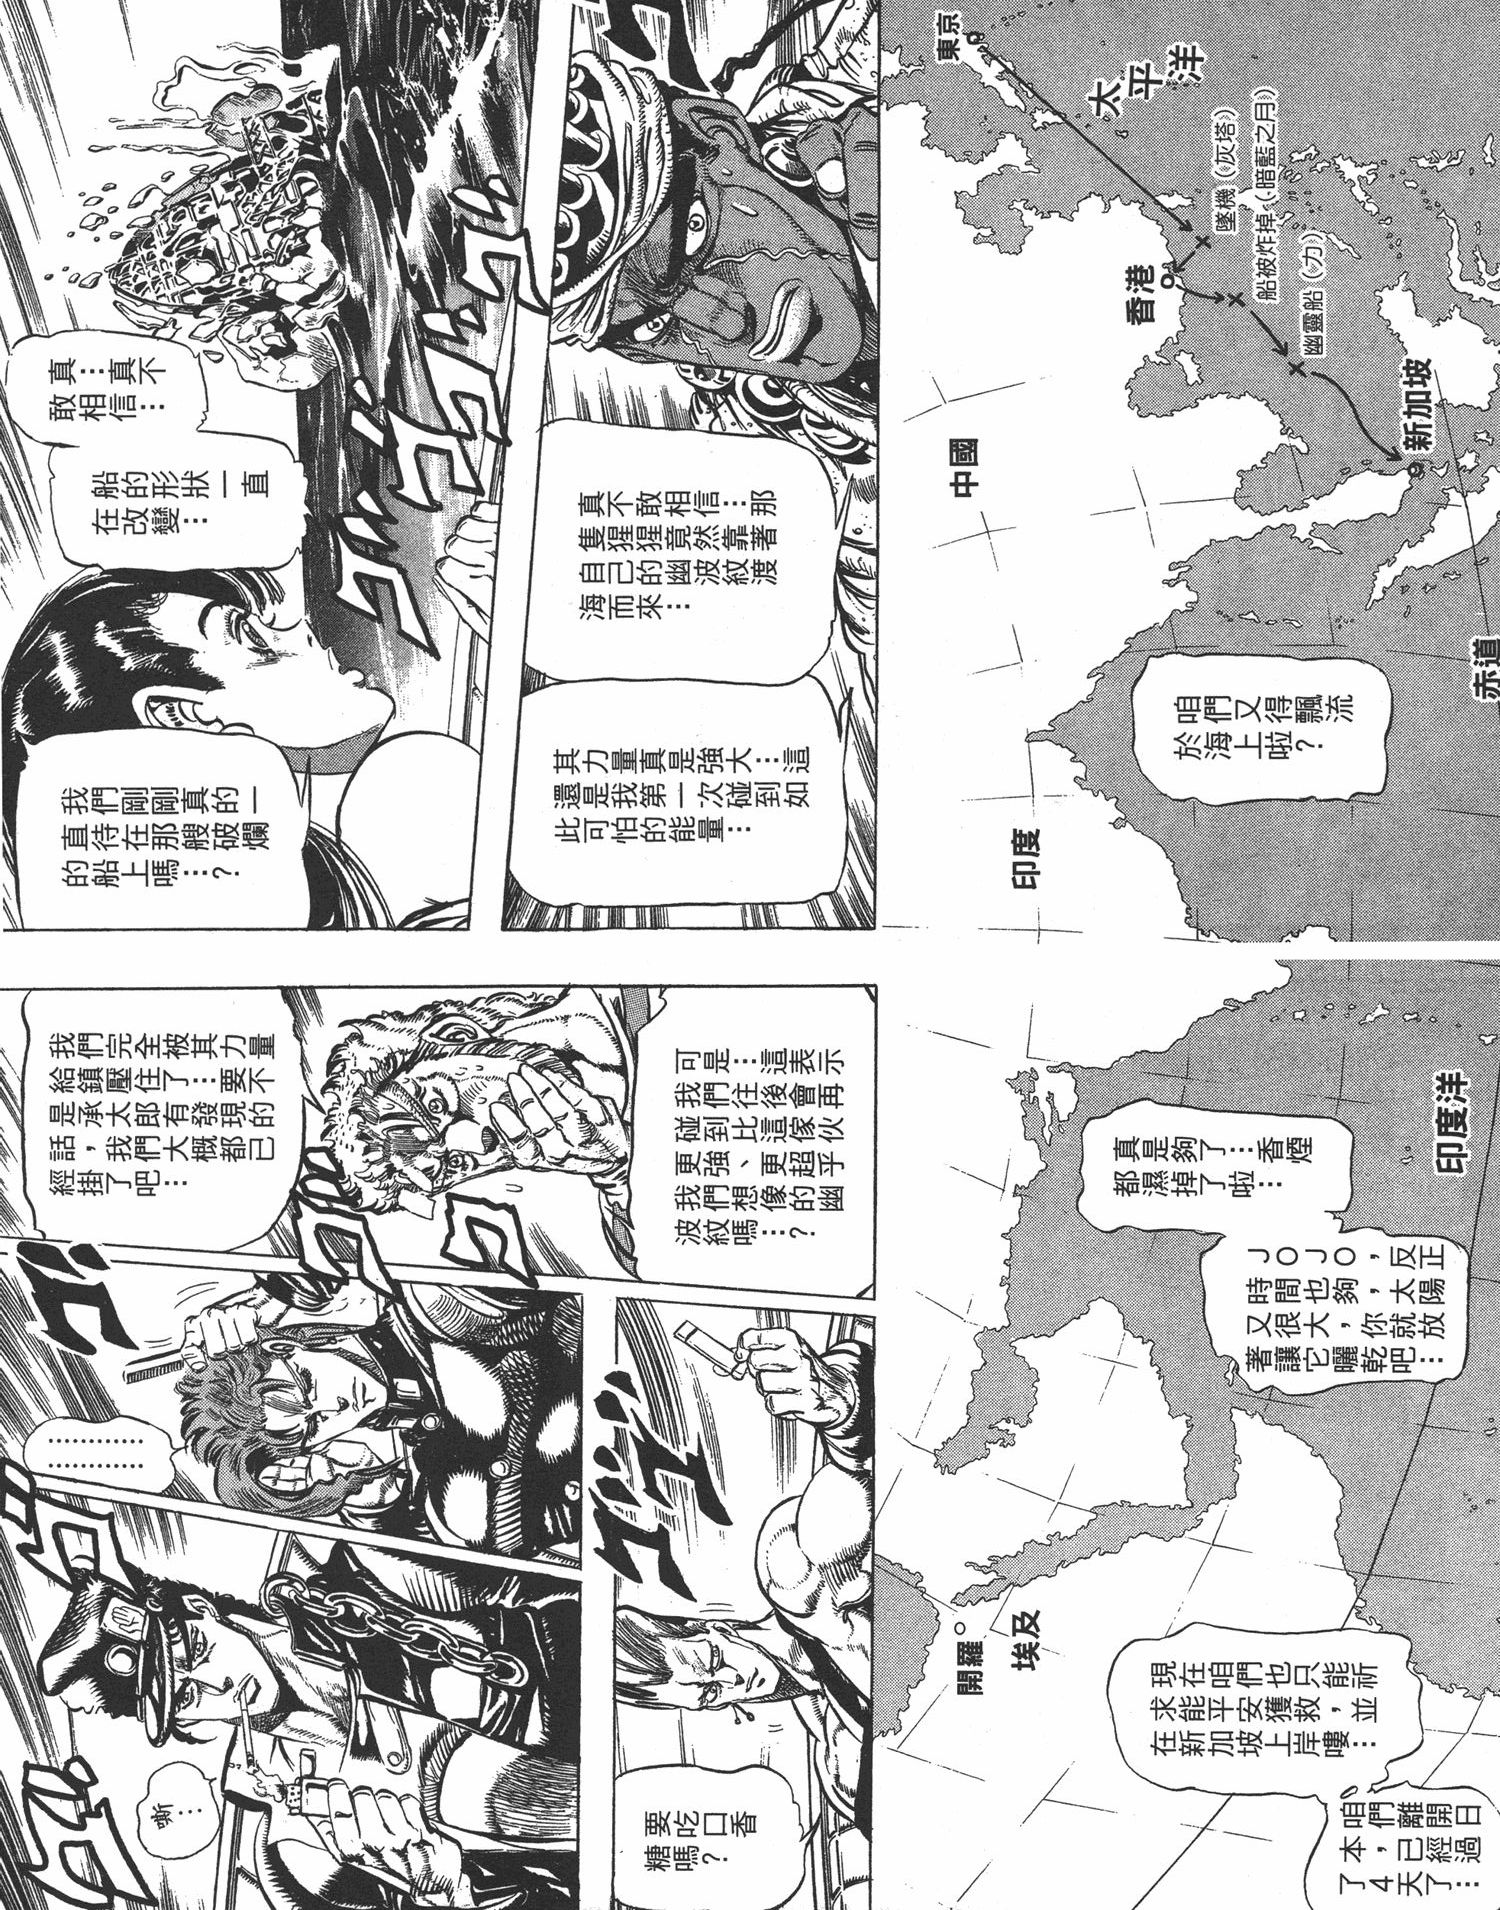 真…真不
敢相信…
船的形狀一直
在改變…
我們剛剛真的一
直待在那艘破爛
的船上嗎…?
ゴゴゴゴゴ
真不敢相信…那
隻猩猩竟然靠著
自己的幽波紋渡
海而來…
其力量真是強大…這
還是我第一次碰到如
此可怕的能量…
我們完全被其力量
給鎮壓住了…要不
是承太郎有發現的
話，我們大概都已
經掛了吧…
可是…這表示
我們往後會再
碰到比這傢伙
更強、更超乎
我們想像的幽
波紋嗎…?
ゴゴゴ
…………
…………
嘶…
ゴゴ
要吃口香
糖嗎?
東京
太平洋
墜機（《灰塔》）
船被炸掉（《暗藍之月》）
幽靈船（《力》）
香港
新加坡
中國
赤道
印度
咱們又得飄流
於海上啦?
印度洋
真是夠了…香煙
都濕掉了啦…
JOJO，反正
時間也夠，太陽
又很大，你就放
著讓它曬乾吧…
開羅
埃及
現在咱們也只能祈
求能平安獲救，並
在新加坡上岸嘍…
咱們離開日
本，已經過
了4天了…